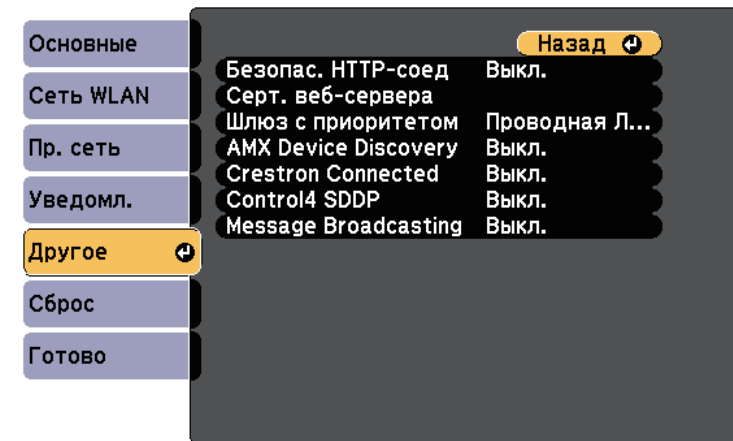 Основные
Сеть WLAN
Пр. сеть
Уведомл.
Другое
Сброс
Готово
Назад
Безопас. HTTP-соед Выкл.
Серт. веб-сервера
Шлюз с приоритетом Проводная Л...
AMX Device Discovery Выкл.
Crestron Connected Выкл.
Control4 SDDP Выкл.
Message Broadcasting Выкл.